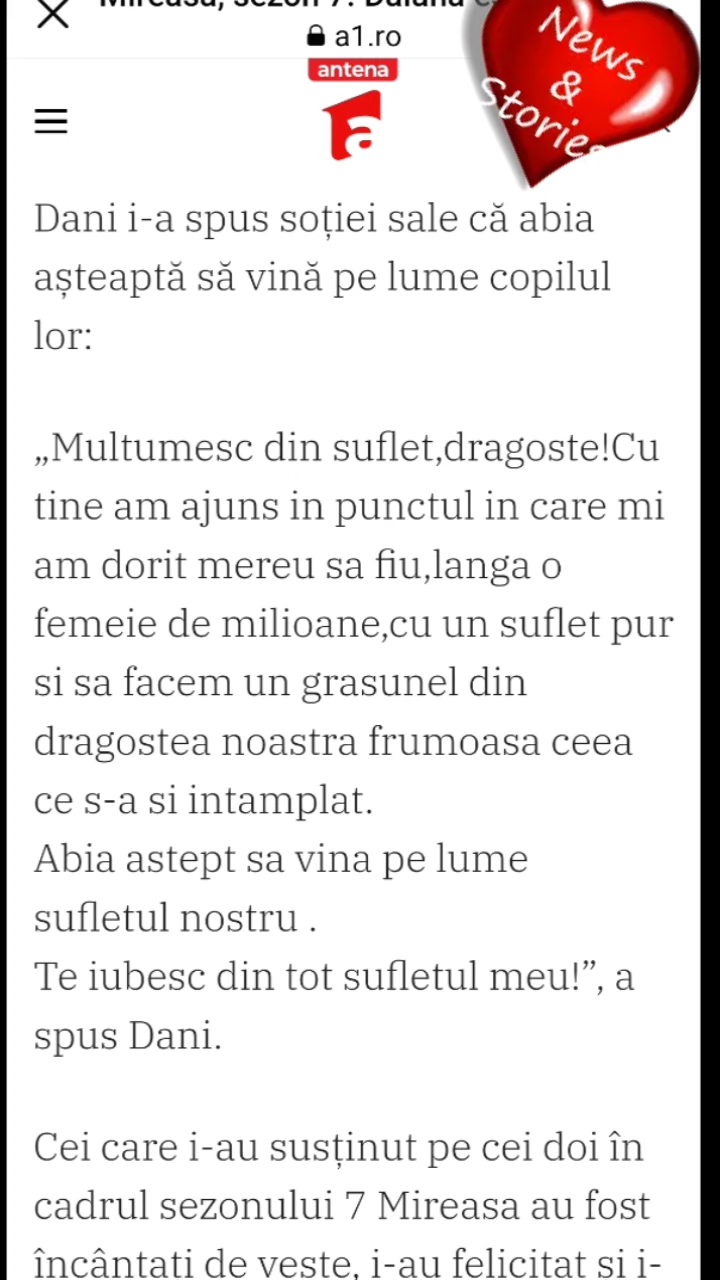 Mireasa, sezon 7. Daiana
a1.ro
antena
a
News
&
Stories
Dani i-a spus soției sale că abia
așteaptă să vină pe lume copilul
lor:
„Multumesc din suflet,dragoste!Cu
tine am ajuns in punctul in care mi
am dorit mereu sa fiu,langa o
femeie de milioane,cu un suflet pur
si sa facem un grasunel din
dragostea noastra frumoasa ceea
ce s-a si intamplat.
Abia astept sa vina pe lume
sufletul nostru .
Te iubesc din tot sufletul meu!”, a
spus Dani.
Cei care i-au susținut pe cei doi în
cadrul sezonului 7 Mireasa au fost
încântați de veste, i-au felicitat și i-